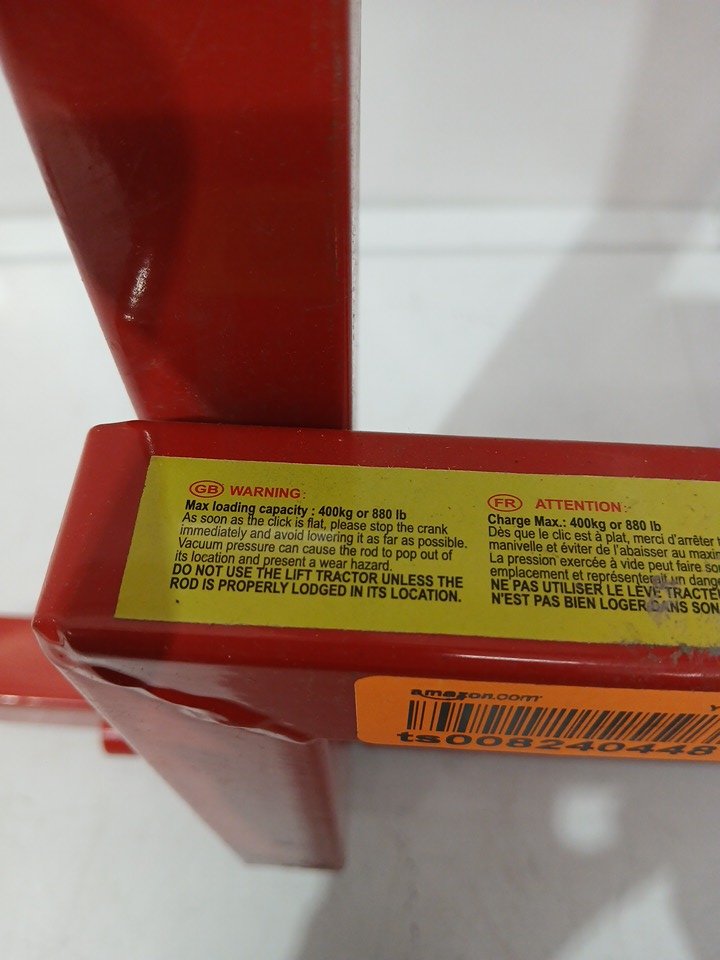 GB WARNING:
Max loading capacity : 400kg or 880 lb
As soon as the click is flat, please stop the crank
immediately and avoid lowering it as far as possible.
Vacuum pressure can cause the rod to pop out of
its location and present a wear hazard.
DO NOT USE THE LIFT TRACTOR UNLESS THE
ROD IS PROPERLY LODGED IN ITS LOCATION.
FR ATTENTION:
Charge Max.: 400kg or 880 lb
Dès que le clic est à plat, merci d'arrêter
manivelle et éviter de l'abaisser au
La pression exercée à vide peut faire
emplacement et représenter un
NE PAS UTILISER LE LEVE
N'EST PAS BIEN LOGER DANS SON
amazon.com
ts0082404448